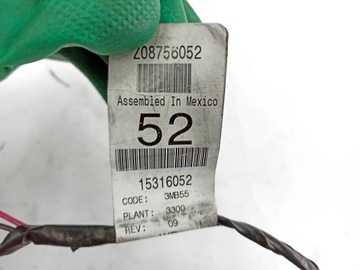 Z08756052
Assembled In Mexico
52
15316052
CODE: 3MB55
PLANT: 3300
REV: 09